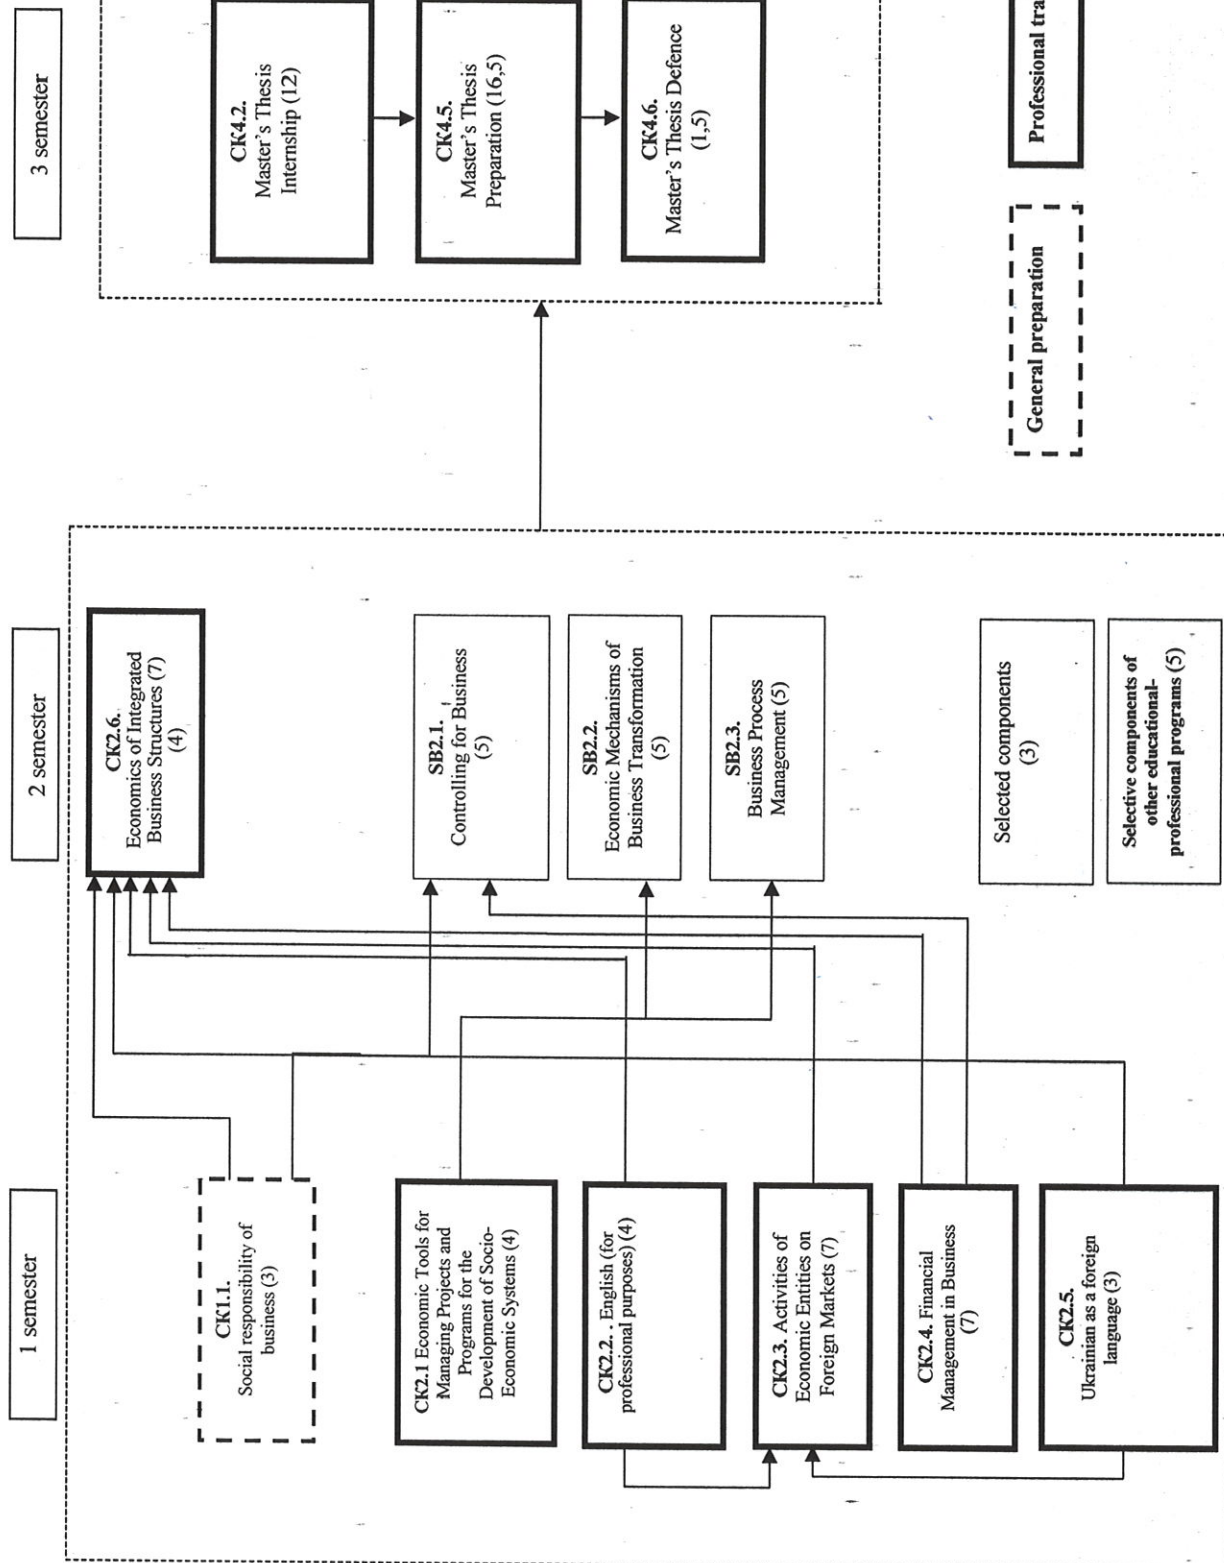 1 semester
2 semester
3 semester
CK1.1.
Social responsibility of
business (3)
CK2.1 Economic Tools for
Managing Projects and
Programs for the
Development of Socio-
Economic Systems (4)
CK2.2. . English (for
professional purposes) (4)
CK2.3. Activities of
Economic Entities on
Foreign Markets (7)
CK2.4. Financial
Management in Business
(7)
CK2.5.
Ukrainian as a foreign
language (3)
CK2.6.
Economics of Integrated
Business Structures (7)
(4)
SB2.1.
Controlling for Business
(5)
SB2.2.
Economic Mechanisms of
Business Transformation
(5)
SB2.3.
Business Process
Management (5)
Selected components
(3)
Selective components of
other educational-
professional programs (5)
CK4.2.
Master's Thesis
Internship (12)
CK4.5.
Master's Thesis
Preparation (16,5)
CK4.6.
Master's Thesis Defence
(1,5)
General preparation
Professional tra